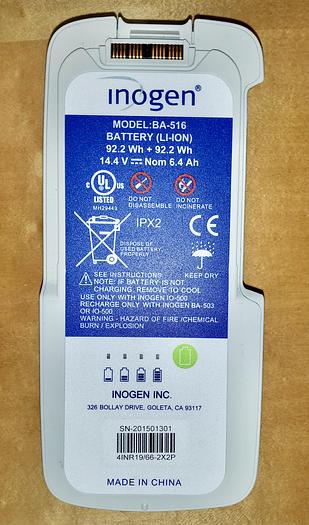 inogen®
MODEL:BA-516
BATTERY (LI-ION)
92.2 Wh + 92.2 Wh
14.4 V ⎓ Nom 6.4 Ah
C UL US
LISTED
MH29443
DO NOT
DISASSEMBLE
DO NOT
INCINERATE
IPX2
CE
DISPOSE OF
USED BATTERY
PROPERLY
KEEP DRY
SEE INSTRUCTIONS
NOTE: IF BATTERY IS NOT
CHARGING, REMOVE TO COOL
USE ONLY WITH INOGEN IO-500
RECHARGE ONLY WITH INOGEN BA-503
OR IO-500
WARNING - HAZARD OF FIRE /CHEMICAL
BURN / EXPLOSION
INOGEN INC.
326 BOLLAY DRIVE, GOLETA, CA 93117
SN-201501301
4INR19/66-2X2P
MADE IN CHINA